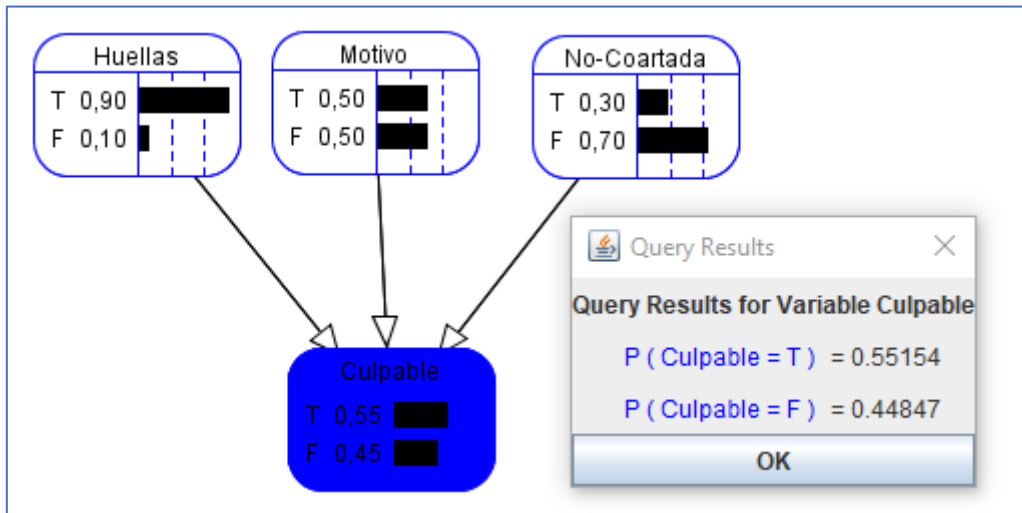 Huellas
T 0,90
F 0,10
Motivo
T 0,50
F 0,50
No-Coartada
T 0,30
F 0,70
Culpable
T 0,55
F 0,45
Query Results
Query Results for Variable Culpable
P ( Culpable = T ) = 0.55154
P ( Culpable = F ) = 0.44847
OK